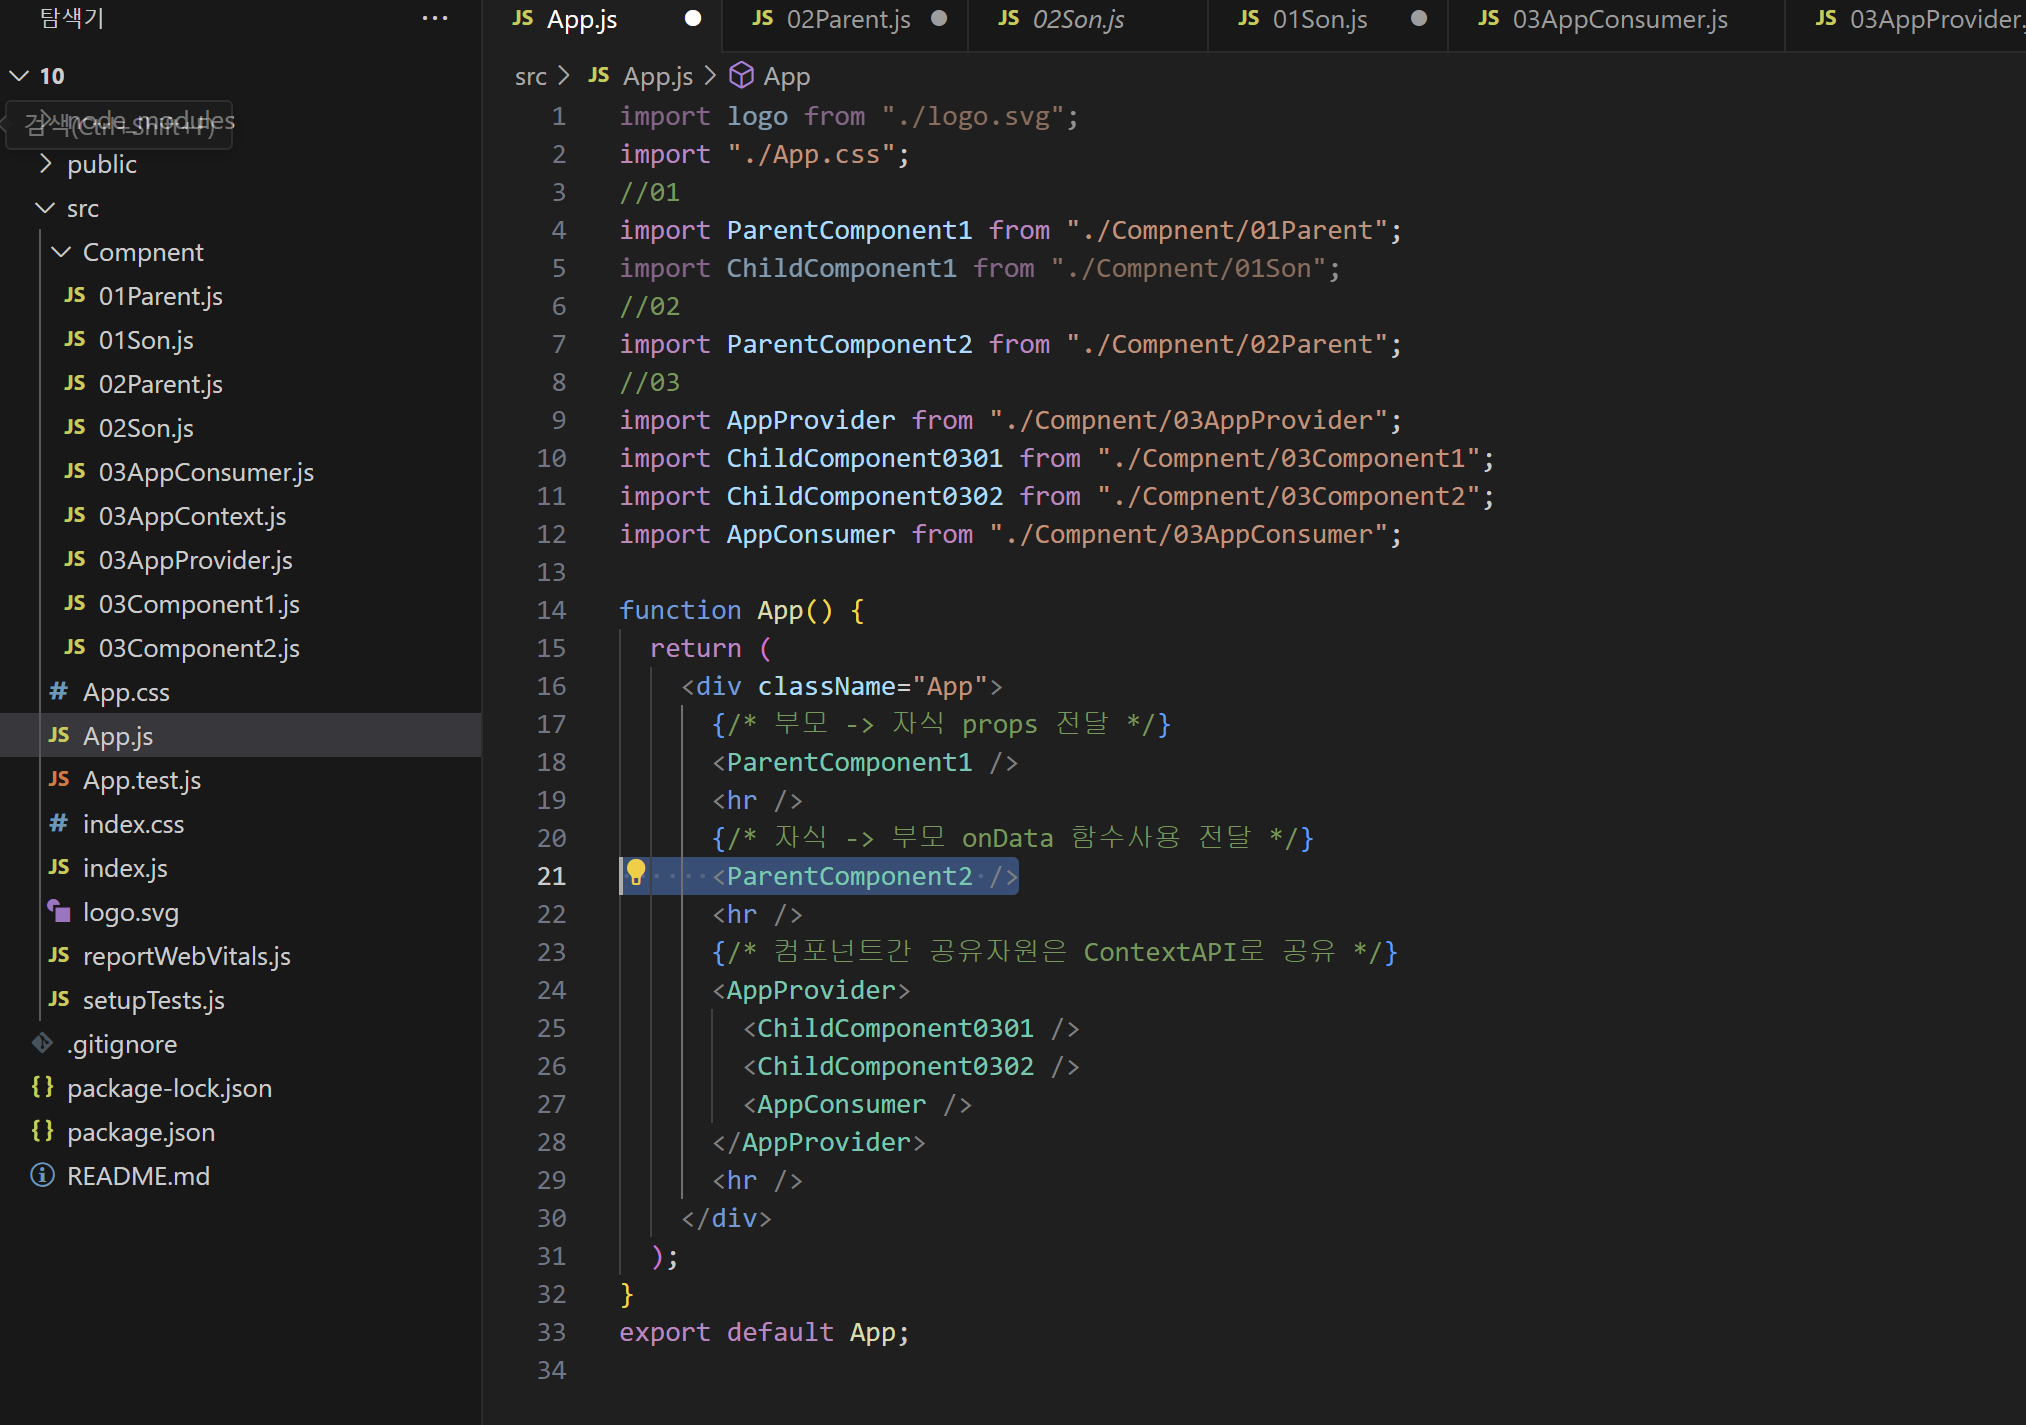 탐색기
10
node_modules
검색(Ctrl+Shift+F)
public
src
Compnent
JS 01Parent.js
JS 01Son.js
JS 02Parent.js
JS 02Son.js
JS 03AppConsumer.js
JS 03AppContext.js
JS 03AppProvider.js
JS 03Component1.js
JS 03Component2.js
# App.css
JS App.js
JS App.test.js
# index.css
JS index.js
logo.svg
JS reportWebVitals.js
JS setupTests.js
.gitignore
{} package-lock.json
{} package.json
README.md
JS App.js JS 02Parent.js JS 02Son.js JS 01Son.js JS 03AppConsumer.js JS 03AppProvider.
src > JS App.js > App
1 import logo from "./logo.svg";
2 import "./App.css";
3 //01
4 import ParentComponent1 from "./Compnent/01Parent";
5 import ChildComponent1 from "./Compnent/01Son";
6 //02
7 import ParentComponent2 from "./Compnent/02Parent";
8 //03
9 import AppProvider from "./Compnent/03AppProvider";
10 import ChildComponent0301 from "./Compnent/03Component1";
11 import ChildComponent0302 from "./Compnent/03Component2";
12 import AppConsumer from "./Compnent/03AppConsumer";
13
14 function App() {
15 return (
16 <div className="App">
17 {/* 부모 -> 자식 props 전달 */}
18 <ParentComponent1 />
19 <hr />
20 {/* 자식 -> 부모 onData 함수사용 전달 */}
21 <ParentComponent2 />
22 <hr />
23 {/* 컴포넌트간 공유자원은 ContextAPI로 공유 */}
24 <AppProvider>
25 <ChildComponent0301 />
26 <ChildComponent0302 />
27 <AppConsumer />
28 </AppProvider>
29 <hr />
30 </div>
31 );
32 }
33 export default App;
34